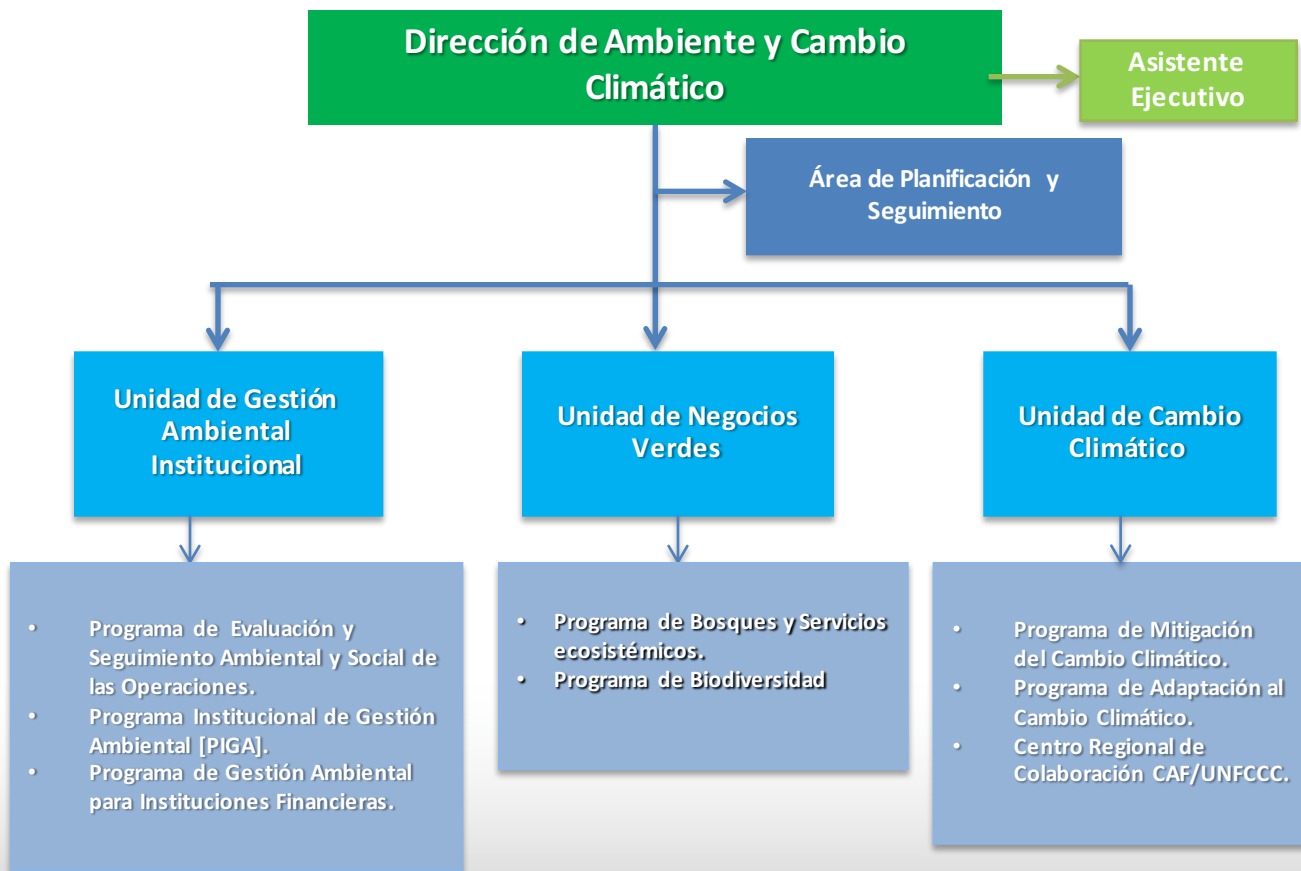 Dirección de Ambiente y Cambio
Climático
Asistente
Ejecutivo
Área de Planificación y
Seguimiento
Unidad de Gestión
Ambiental
Institucional
Unidad de Negocios
Verdes
Unidad de Cambio
Climático
• Programa de Evaluación y
Seguimiento Ambiental y Social de
las Operaciones.
• Programa Institucional de Gestión
Ambiental [PIGA].
• Programa de Gestión Ambiental
para Instituciones Financieras.
• Programa de Bosques y Servicios
ecosistémicos.
• Programa de Biodiversidad
• Programa de Mitigación
del Cambio Climático.
• Programa de Adaptación al
Cambio Climático.
• Centro Regional de
Colaboración CAF/UNFCCC.